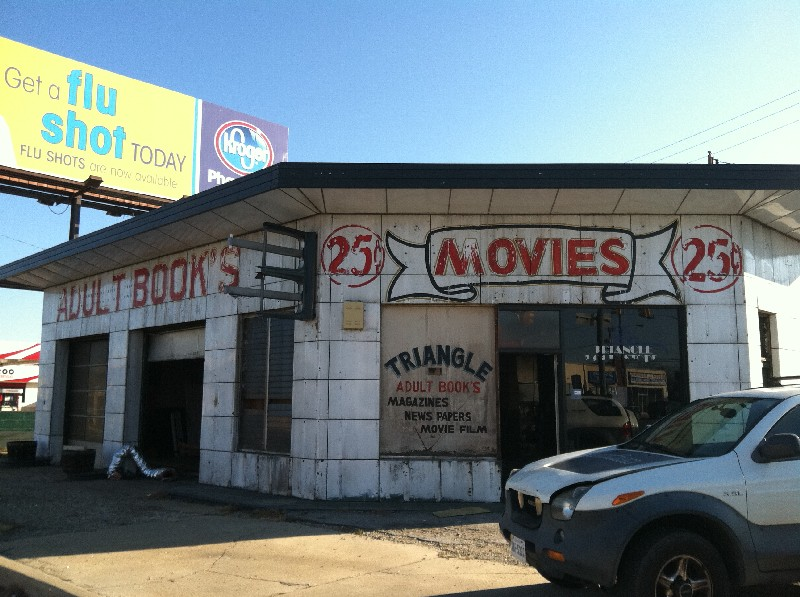 Get a flu
shot TODAY
FLU SHOTS are now available
Kroger
ADULT BOOK'S
25¢
MOVIES
25¢
TRIANGLE
ADULT BOOK'S
MAGAZINES
NEWS PAPERS
MOVIE FILM
TRIANGLE